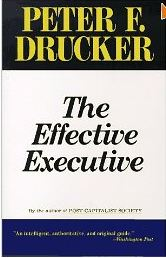 PETER F.
DRUCKER
The
Effective
Executive
By the author of POST-CAPITALIST SOCIETY
"An intelligent, authoritative, and original guide."
—Washington Post